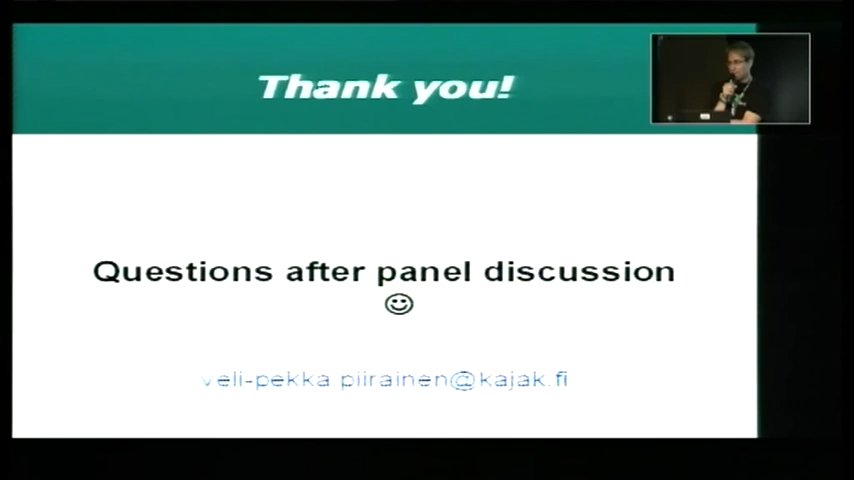 Thank you!
Questions after panel discussion
☺
veli-pekka.piirainen@kajak.fi